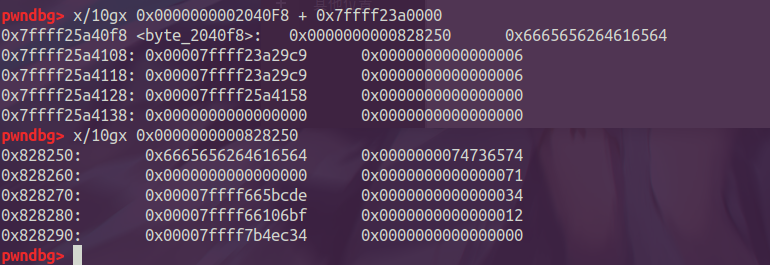 pwndbg> x/10gx 0x0000000002040F8 + 0x7ffff23a0000
0x7ffff25a40f8 <byte_2040f8>: 0x0000000000828250 0x6665656264616564
0x7ffff25a4108: 0x00007ffff23a29c9 0x0000000000000006
0x7ffff25a4118: 0x00007ffff23a29c9 0x0000000000000006
0x7ffff25a4128: 0x00007ffff25a4158 0x0000000000000000
0x7ffff25a4138: 0x0000000000000000 0x0000000000000000
pwndbg> x/10gx 0x0000000000828250
0x828250: 0x6665656264616564 0x0000000074736574
0x828260: 0x0000000000000000 0x0000000000000071
0x828270: 0x00007ffff665bcde 0x0000000000000034
0x828280: 0x00007ffff66106bf 0x0000000000000012
0x828290: 0x00007ffff7b4ec34 0x0000000000000000
pwndbg>